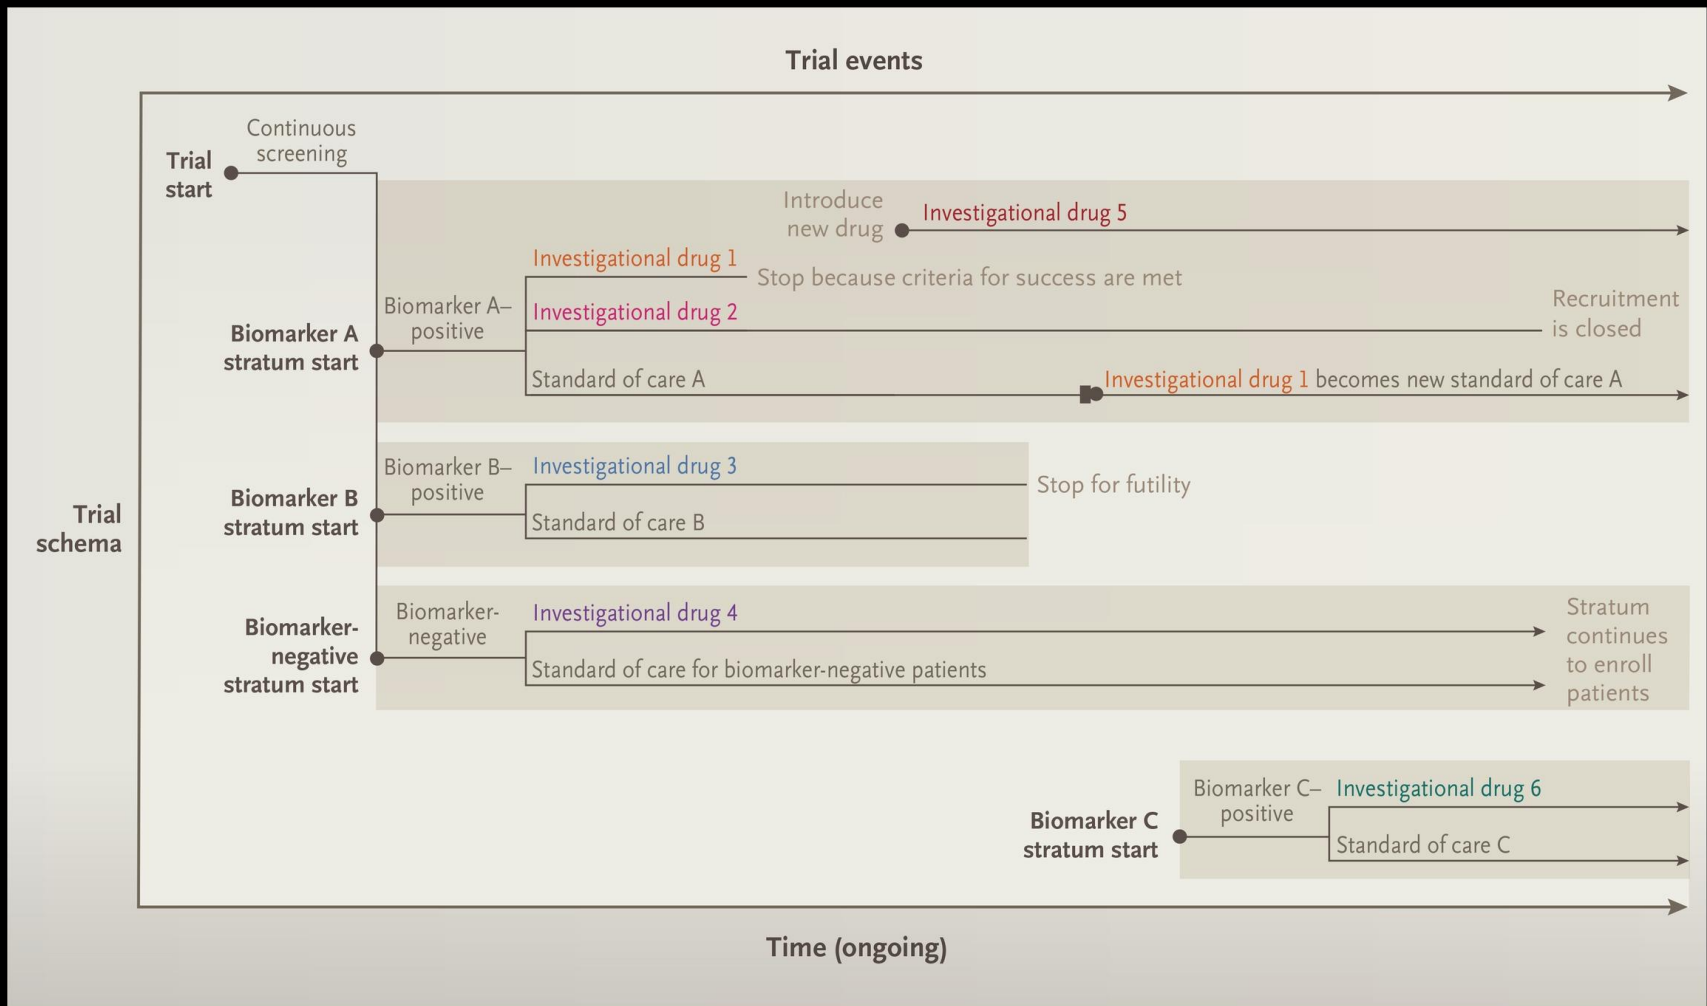 Trial events
Continuous
screening
Trial
start
Introduce
new drug
Investigational drug 5
Investigational drug 1
Stop because criteria for success are met
Biomarker A–
positive
Investigational drug 2
Recruitment
is closed
Biomarker A
stratum start
Standard of care A
Investigational drug 1 becomes new standard of care A
Biomarker B–
positive
Investigational drug 3
Stop for futility
Biomarker B
stratum start
Standard of care B
Trial
schema
Biomarker-
negative
Investigational drug 4
Stratum
continues
to enroll
patients
Biomarker-
negative
stratum start
Standard of care for biomarker-negative patients
Biomarker C–
positive
Investigational drug 6
Biomarker C
stratum start
Standard of care C
Time (ongoing)